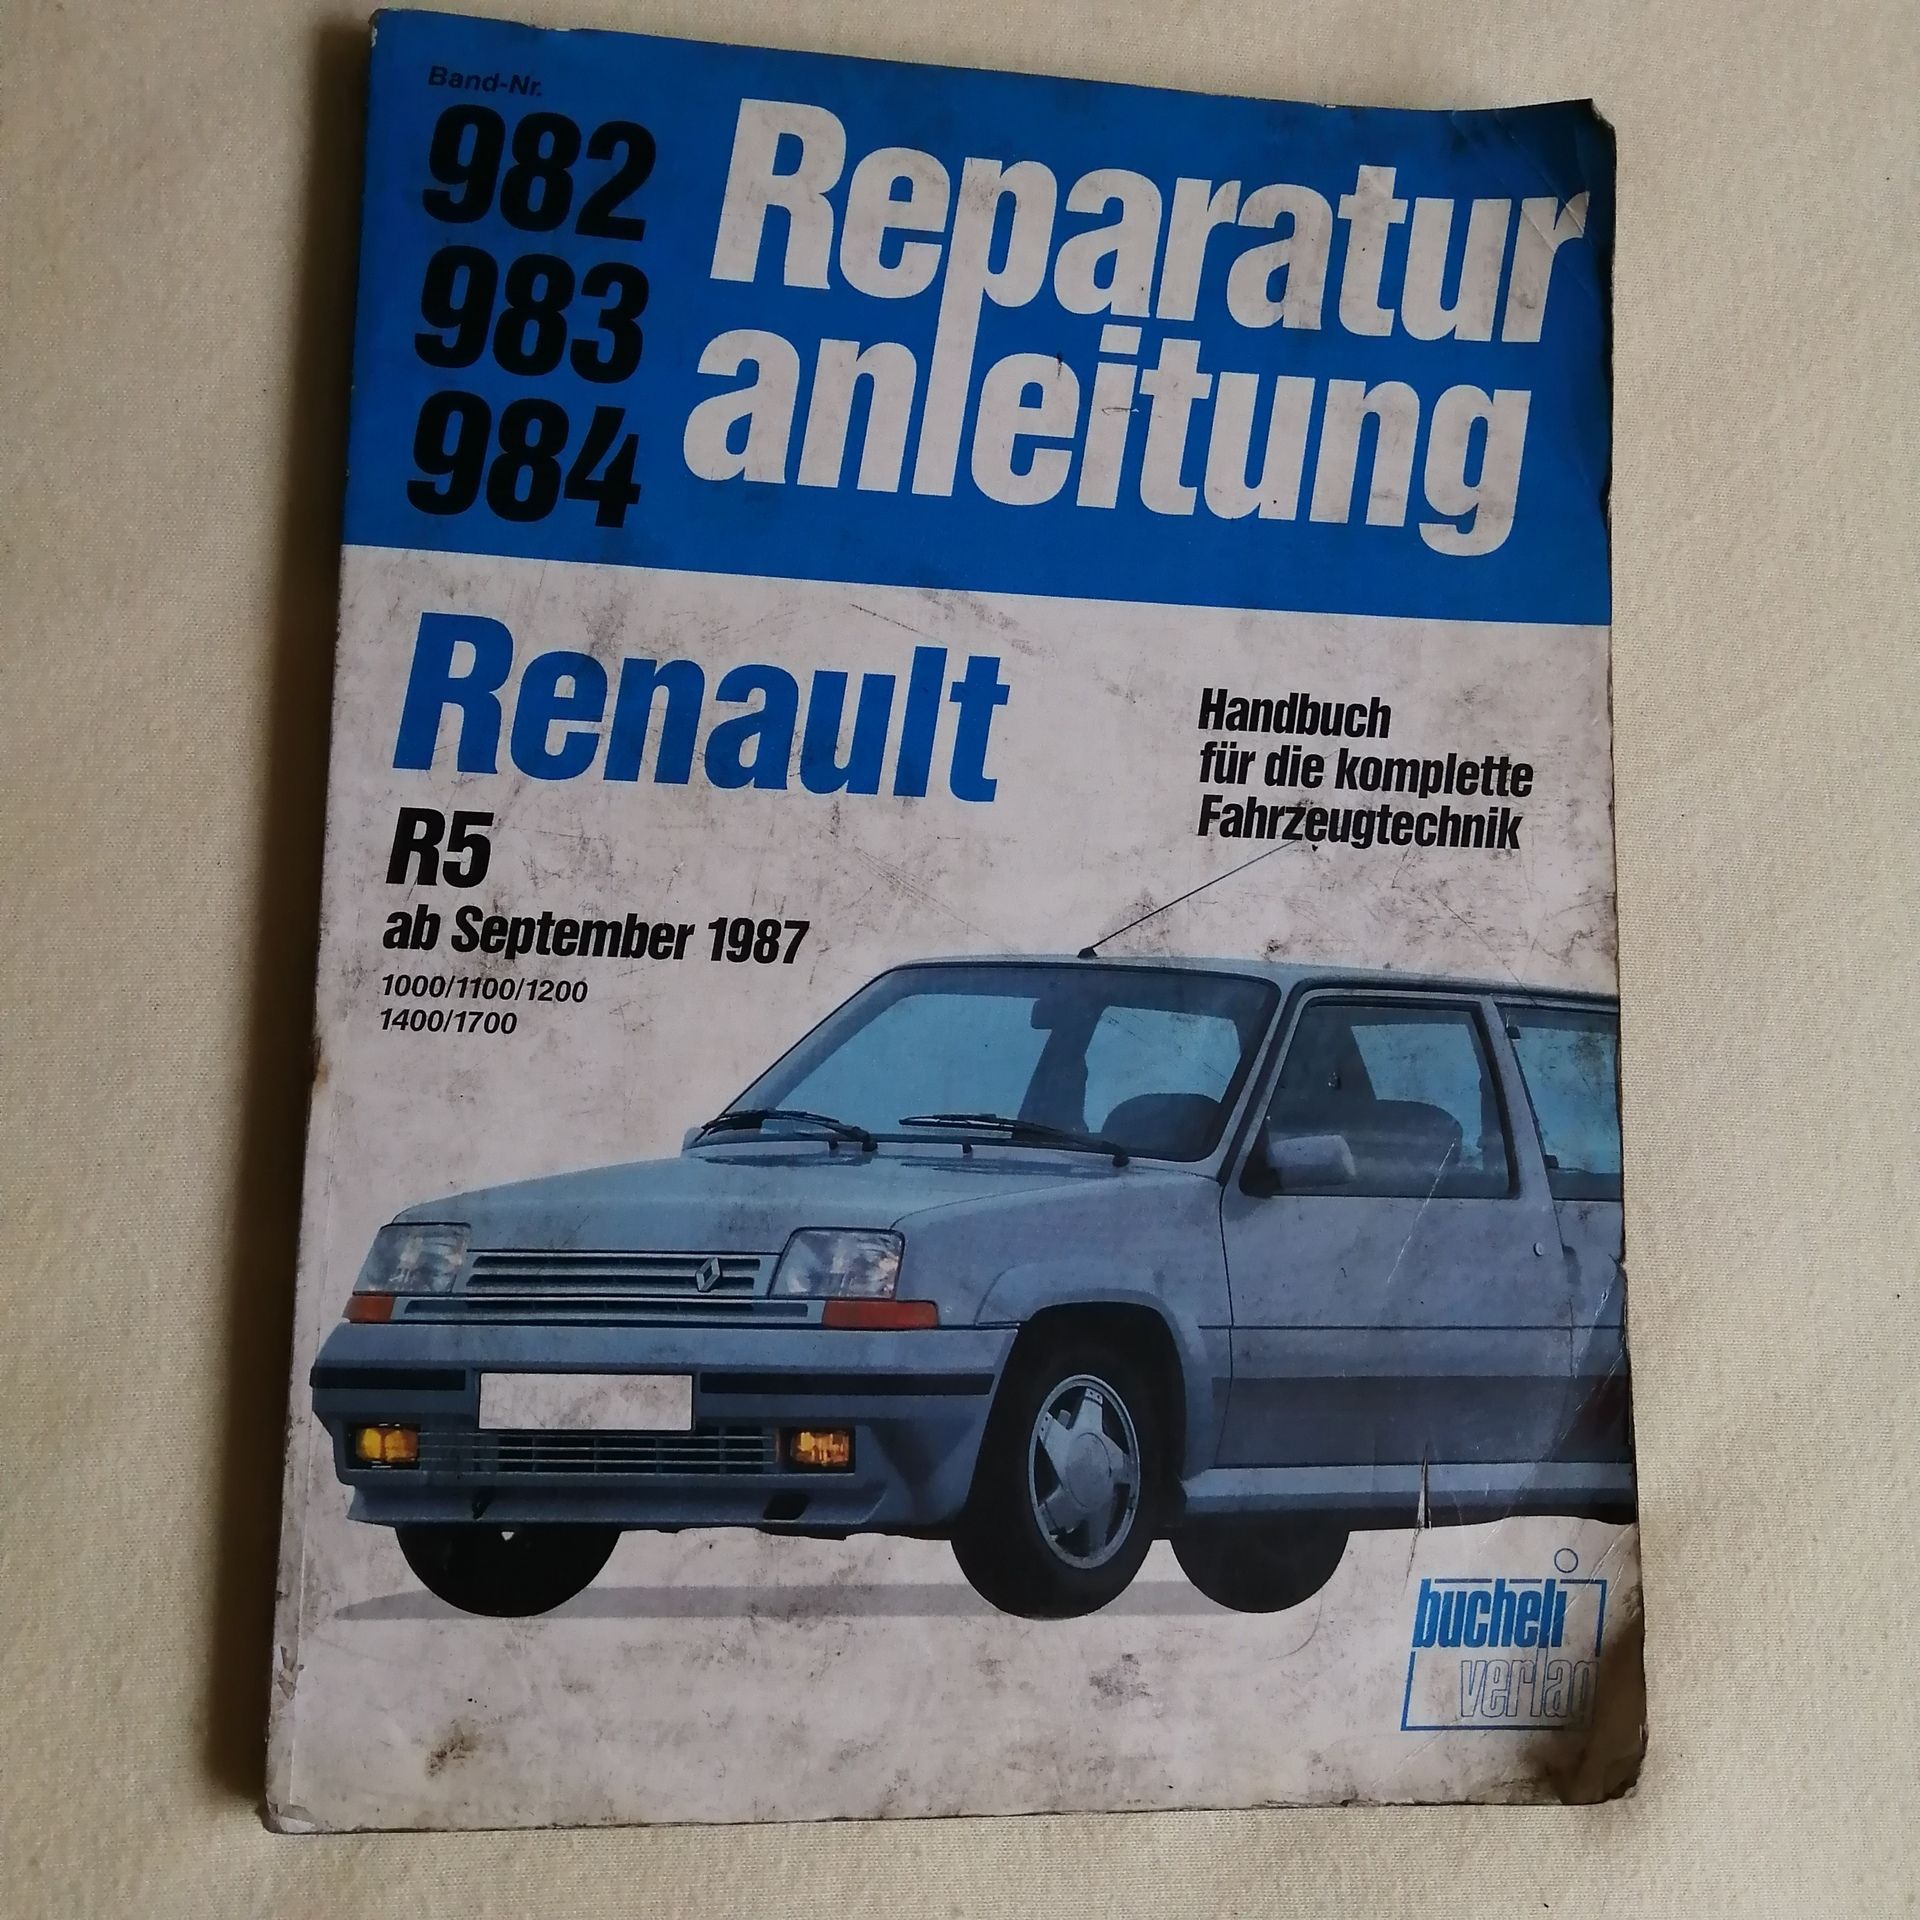 Band-Nr.
982
983
984
Reparatur
anleitung
Renault
R5
ab September 1987
1000/1100/1200
1400/1700
Handbuch
für die komplette
Fahrzeugtechnik
bucheli
verlag